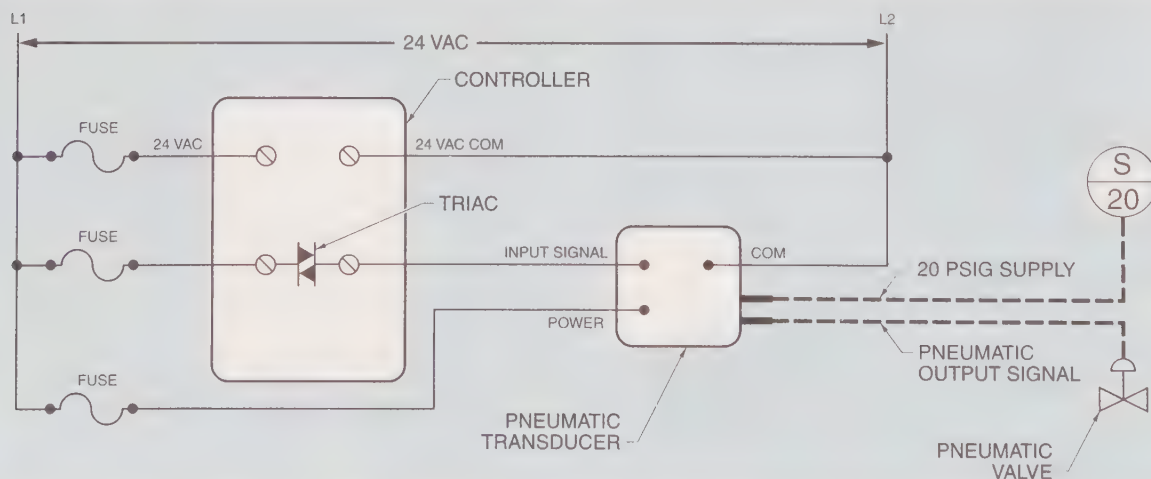 L1
L2
24 VAC
CONTROLLER
FUSE
24 VAC
24 VAC COM
S
20
TRIAC
FUSE
INPUT SIGNAL
COM
20 PSIG SUPPLY
POWER
PNEUMATIC
OUTPUT SIGNAL
FUSE
PNEUMATIC
TRANSDUCER
PNEUMATIC
VALVE